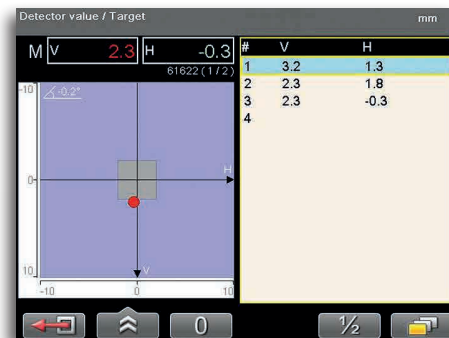 Detector value / Target
mm
M V 2.3 H -0.3
61622 (1 / 2)
# V H
1 3.2 1.3
2 2.3 1.8
3 2.3 -0.3
4
-10
-0.2°
H
0
10
V
-10 0 10
0
½